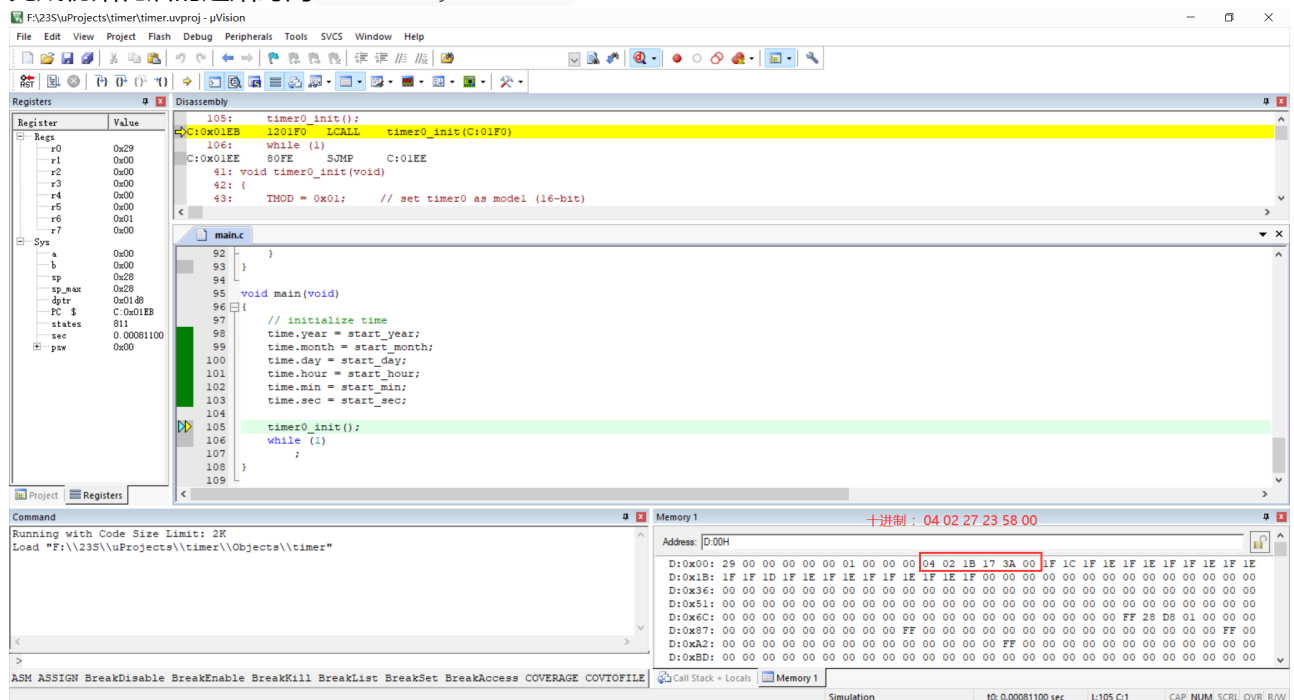 F:\23S\uProjects\timer\timer.uvproj - µVision
File Edit View Project Flash Debug Peripherals Tools SVCS Window Help
Registers
Register Value
Regs
r0 0x29
r1 0x00
r2 0x00
r3 0x00
r4 0x00
r5 0x00
r6 0x01
r7 0x00
Sys
a 0x00
b 0x00
sp 0x28
sp_max 0x28
dptr 0x01d8
PC $ C:0x01EB
states 811
sec 0.00081100
psw 0x00
Project Registers
Disassembly
105: timer0_init();
C:0x01EB 1201F0 LCALL timer0_init(C:01F0)
106: while (1)
C:0x01EE 80FE SJMP C:01EE
41: void timer0_init(void)
42: {
43: TMOD = 0x01; // set timer0 as mode1 (16-bit)
main.c
92 }
93 }
94
95 void main(void)
96 {
97 // initialize time
98 time.year = start_year;
99 time.month = start_month;
100 time.day = start_day;
101 time.hour = start_hour;
102 time.min = start_min;
103 time.sec = start_sec;
104
105 timer0_init();
106 while (1)
107 ;
108 }
109
Command
Running with Code Size Limit: 2K
Load "F:\\23S\\uProjects\\timer\\Objects\\timer"
>
ASM ASSIGN BreakDisable BreakEnable BreakKill BreakList BreakSet BreakAccess COVERAGE COVTOFILE
Memory 1
十进制： 04 02 27 23 58 00
Address: D:00H
D:0x00: 29 00 00 00 00 00 01 00 00 00 04 02 1B 17 3A 00 1F 1C 1F 1E 1F 1E 1F 1F 1E 1F 1E
D:0x1B: 1F 1F 1D 1F 1E 1F 1E 1F 1F 1E 1F 1E 1F 00 00 00 00 00 00 00 00 00 00 00 00 00 00
D:0x36: 00 00 00 00 00 00 00 00 00 00 00 00 00 00 00 00 00 00 00 00 00 00 00 00 00 00 00
D:0x51: 00 00 00 00 00 00 00 00 00 00 00 00 00 00 00 00 00 00 00 00 00 00 00 00 00 00 00
D:0x6C: 00 00 00 00 00 00 00 00 00 00 00 00 00 00 00 00 00 00 00 00 FF 28 D8 01 00 00 00
D:0x87: 00 00 00 00 00 00 00 00 00 FF 00 00 00 00 00 00 00 00 00 00 00 00 00 00 00 FF 00
D:0xA2: 00 00 00 00 00 00 00 00 00 00 00 00 00 00 FF 00 00 00 00 00 00 00 00 00 00 00 00
D:0xBD: 00 00 00 00 00 00 00 00 00 00 00 00 00 00 00 00 00 00 00 00 00 00 00 00 00 00 00
Call Stack + Locals Memory 1
Simulation t0: 0.00081100 sec L:105 C:1 CAP NUM SCRL OVR R/W